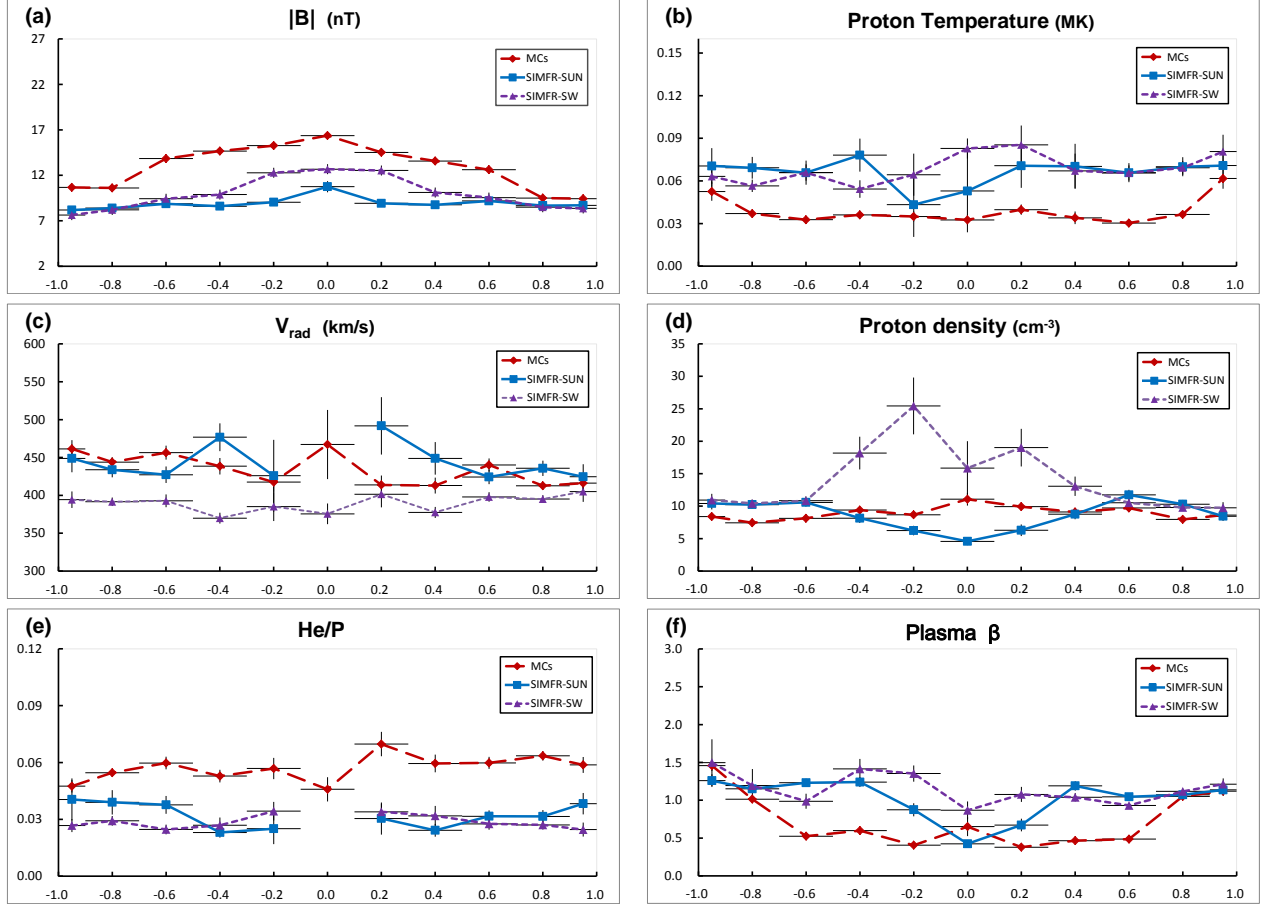 (a) |B| (nT)
27
22
17
12
7
2
-1.0 -0.8 -0.6 -0.4 -0.2 0.0 0.2 0.4 0.6 0.8 1.0
MCs
SIMFR-SUN
SIMFR-SW
(b) Proton Temperature (MK)
0.15
0.12
0.09
0.06
0.03
0.00
-1.0 -0.8 -0.6 -0.4 -0.2 0.0 0.2 0.4 0.6 0.8 1.0
MCs
SIMFR-SUN
SIMFR-SW
(c) Vrad (km/s)
600
550
500
450
400
350
300
-1.0 -0.8 -0.6 -0.4 -0.2 0.0 0.2 0.4 0.6 0.8 1.0
MCs
SIMFR-SUN
SIMFR-SW
(d) Proton density (cm-3)
35
30
25
20
15
10
5
0
-1.0 -0.8 -0.6 -0.4 -0.2 0.0 0.2 0.4 0.6 0.8 1.0
MCs
SIMFR-SUN
SIMFR-SW
(e) He/P
0.12
0.09
0.06
0.03
0.00
-1.0 -0.8 -0.6 -0.4 -0.2 0.0 0.2 0.4 0.6 0.8 1.0
MCs
SIMFR-SUN
SIMFR-SW
(f) Plasma β
3.0
2.5
2.0
1.5
1.0
0.5
0.0
-1.0 -0.8 -0.6 -0.4 -0.2 0.0 0.2 0.4 0.6 0.8 1.0
MCs
SIMFR-SUN
SIMFR-SW